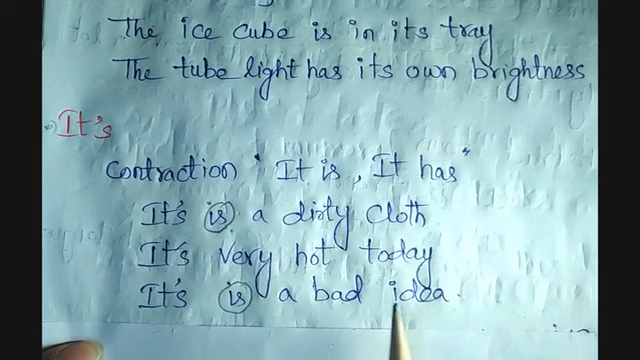 The ice cube is in its tray
The tube light has its own brightness
It's
Contraction "It is, It has"
It's is a dirty cloth
It's very hot today
It's is a bad idea.